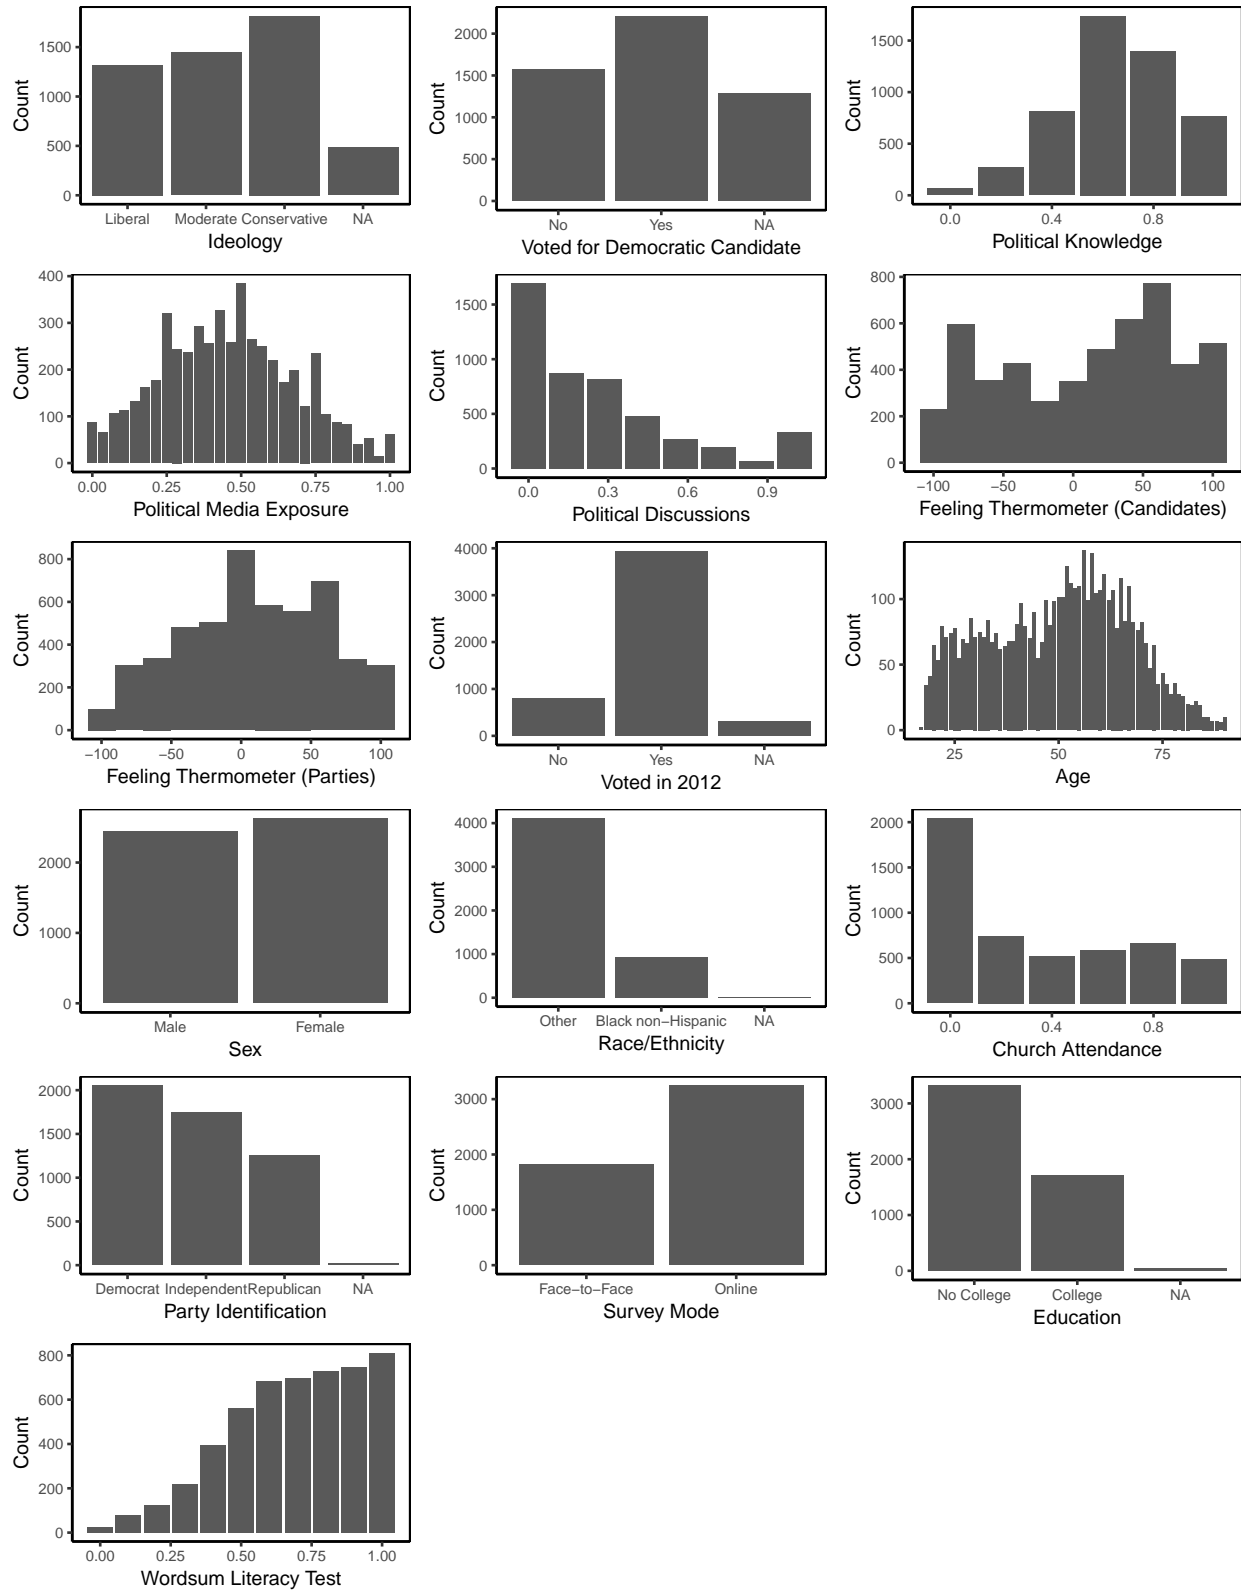 Count
1500
1000
500
0
Liberal Moderate Conservative NA
Ideology
Count
2000
1500
1000
500
0
No Yes NA
Voted for Democratic Candidate
Count
1500
1000
500
0
0.0 0.4 0.8
Political Knowledge
Count
400
300
200
100
0
0.00 0.25 0.50 0.75 1.00
Political Media Exposure
Count
1500
1000
500
0
0.0 0.3 0.6 0.9
Political Discussions
Count
800
600
400
200
0
−100 −50 0 50 100
Feeling Thermometer (Candidates)
Count
800
600
400
200
0
−100 −50 0 50 100
Feeling Thermometer (Parties)
Count
4000
3000
2000
1000
0
No Yes NA
Voted in 2012
Count
100
50
0
25 50 75
Age
Count
2000
1000
0
Male Female
Sex
Count
4000
3000
2000
1000
0
Other Black non−Hispanic NA
Race/Ethnicity
Count
2000
1500
1000
500
0
0.0 0.4 0.8
Church Attendance
Count
2000
1500
1000
500
0
Democrat Independent Republican NA
Party Identification
Count
3000
2000
1000
0
Face−to−Face Online
Survey Mode
Count
3000
2000
1000
0
No College College NA
Education
Count
800
600
400
200
0
0.00 0.25 0.50 0.75 1.00
Wordsum Literacy Test